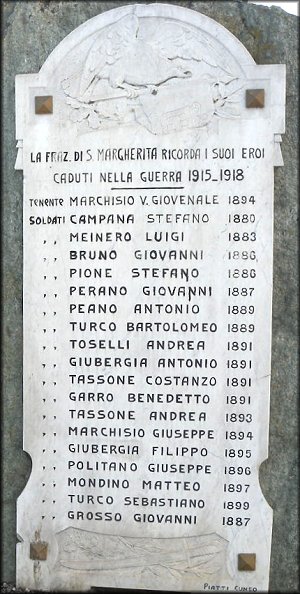 LA FRAZ. DI S. MARGHERITA RICORDA I SUOI EROI
CADUTI NELLA GUERRA 1915-1918
TENENTE MARCHISIO V. GIOVENALE 1894
SOLDATI CAMPANA STEFANO 1880
,, MEINERO LUIGI 1883
,, BRUNO GIOVANNI 1886
,, PIONE STEFANO 1886
,, PERANO GIOVANNI 1887
,, PEANO ANTONIO 1889
,, TURCO BARTOLOMEO 1889
,, TOSELLI ANDREA 1891
,, GIUBERGIA ANTONIO 1891
,, TASSONE COSTANZO 1891
,, GARRO BENEDETTO 1891
,, TASSONE ANDREA 1893
,, MARCHISIO GIUSEPPE 1894
,, GIUBERGIA FILIPPO 1895
,, POLITANO GIUSEPPE 1896
,, MONDINO MATTEO 1897
,, TURCO SEBASTIANO 1899
,, GROSSO GIOVANNI 1887
PIATTI CUNEO